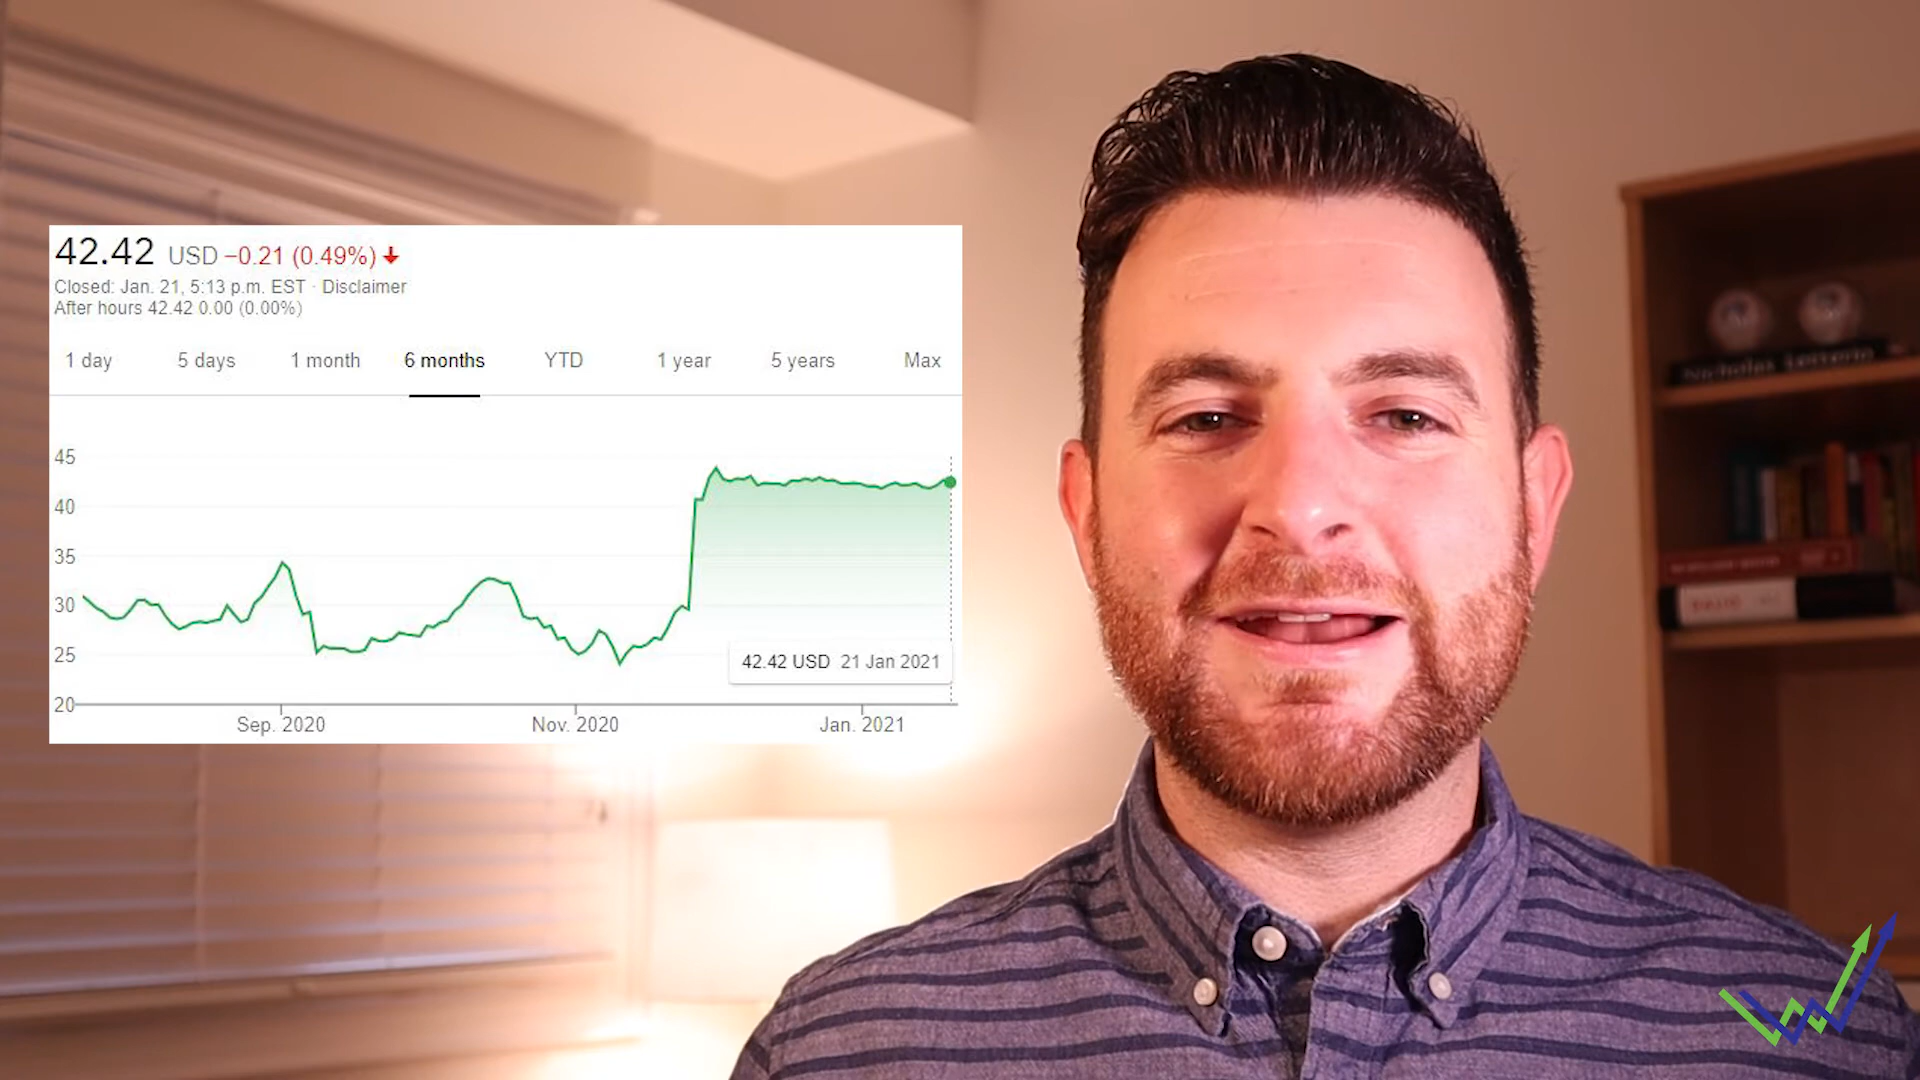 42.42 USD −0.21 (0.49%)
Closed: Jan. 21, 5:13 p.m. EST · Disclaimer
After hours 42.42 0.00 (0.00%)
1 day 5 days 1 month 6 months YTD 1 year 5 years Max
45
40
35
30
25
20
42.42 USD 21 Jan 2021
Sep. 2020 Nov. 2020 Jan. 2021
Nicholas